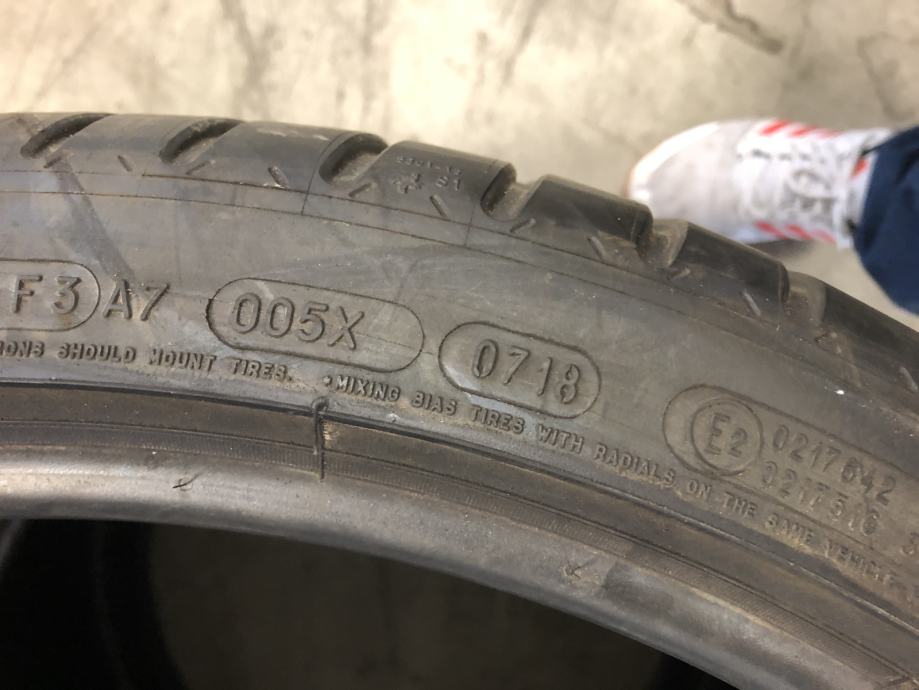 F3 A7 005X 0718
IONS SHOULD MOUNT TIRES. •MIXING BIAS TIRES WITH RADIALS ON THE SAME VEHICLE
E2 0217642
S1